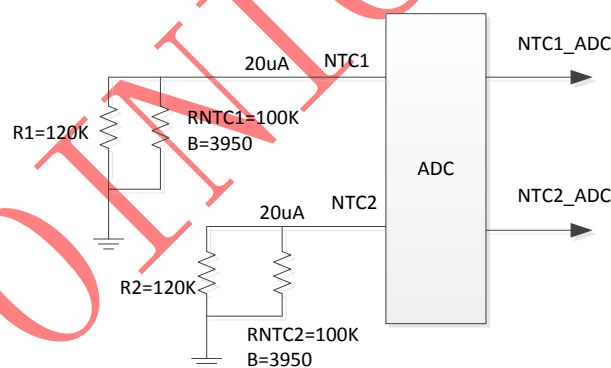 NTC1_ADC
20uA
NTC1
R1=120K
RNTC1=100K
B=3950
ADC
NTC2_ADC
20uA
NTC2
R2=120K
RNTC2=100K
B=3950